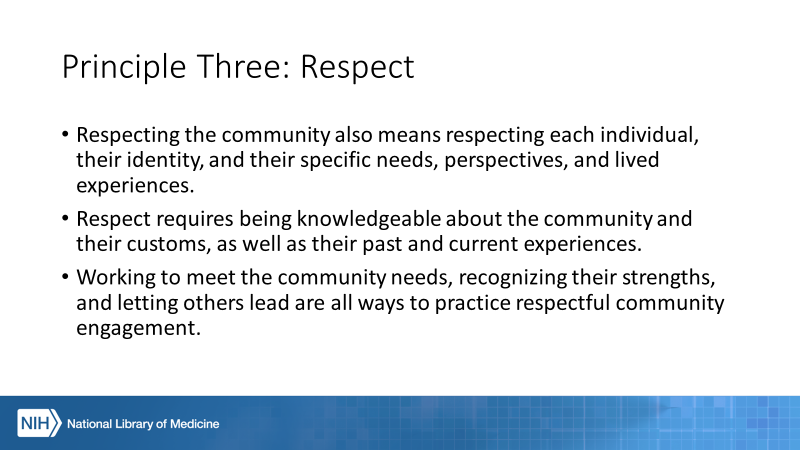 Principle Three: Respect
• Respecting the community also means respecting each individual,
their identity, and their specific needs, perspectives, and lived
experiences.
• Respect requires being knowledgeable about the community and
their customs, as well as their past and current experiences.
• Working to meet the community needs, recognizing their strengths,
and letting others lead are all ways to practice respectful community
engagement.
NIH National Library of Medicine